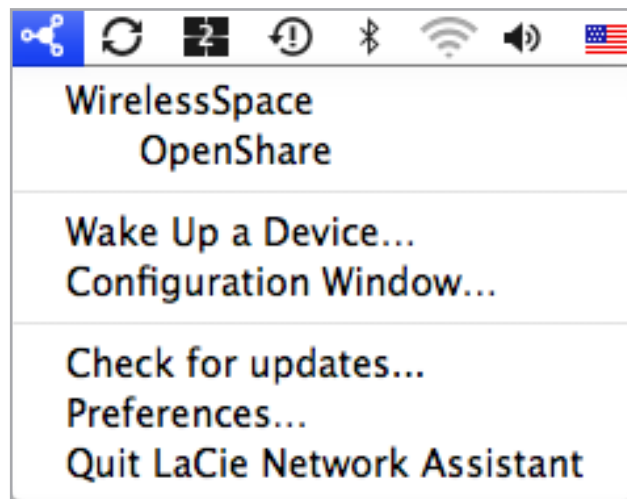 2
WirelessSpace
OpenShare
Wake Up a Device...
Configuration Window...
Check for updates...
Preferences...
Quit LaCie Network Assistant